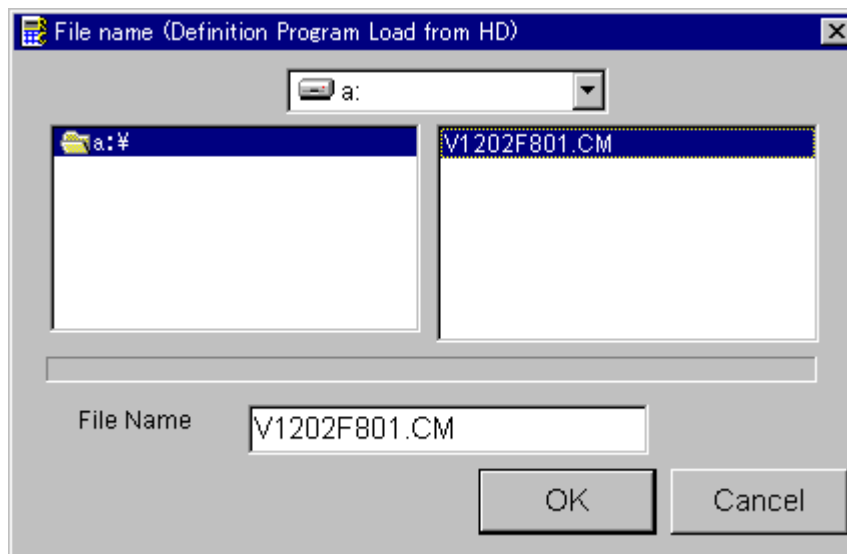 File name (Definition Program Load from HD)
a:
a:¥
V1202F801.CM
File Name
V1202F801.CM
OK
Cancel